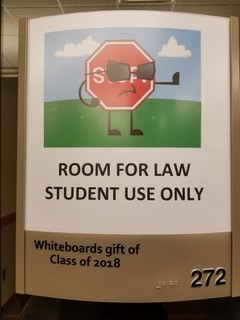 ROOM FOR LAW
STUDENT USE ONLY
Whiteboards gift of
Class of 2018
272